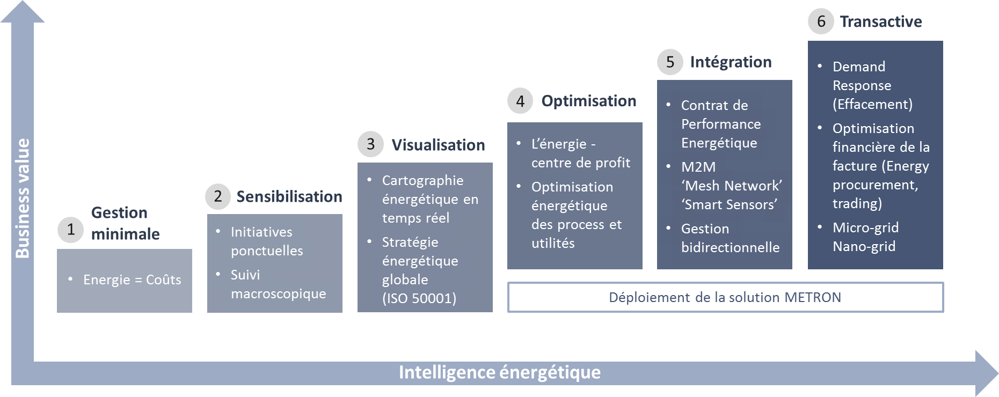 Business value
1
Gestion
minimale
• Energie = Coûts
2
Sensibilisation
• Initiatives
ponctuelles
• Suivi
macroscopique
3
Visualisation
• Cartographie
énergétique en
temps réel
• Stratégie
énergétique
globale
(ISO 50001)
4
Optimisation
• L’énergie -
centre de profit
• Optimisation
énergétique
des process et
utilités
5
Intégration
• Contrat de
Performance
Energétique
• M2M
‘Mesh Network’
‘Smart Sensors’
• Gestion
bidirectionnelle
6
Transactive
• Demand
Response
(Effacement)
• Optimisation
financière de la
facture (Energy
procurement,
trading)
• Micro-grid
Nano-grid
Déploiement de la solution METRON
Intelligence énergétique